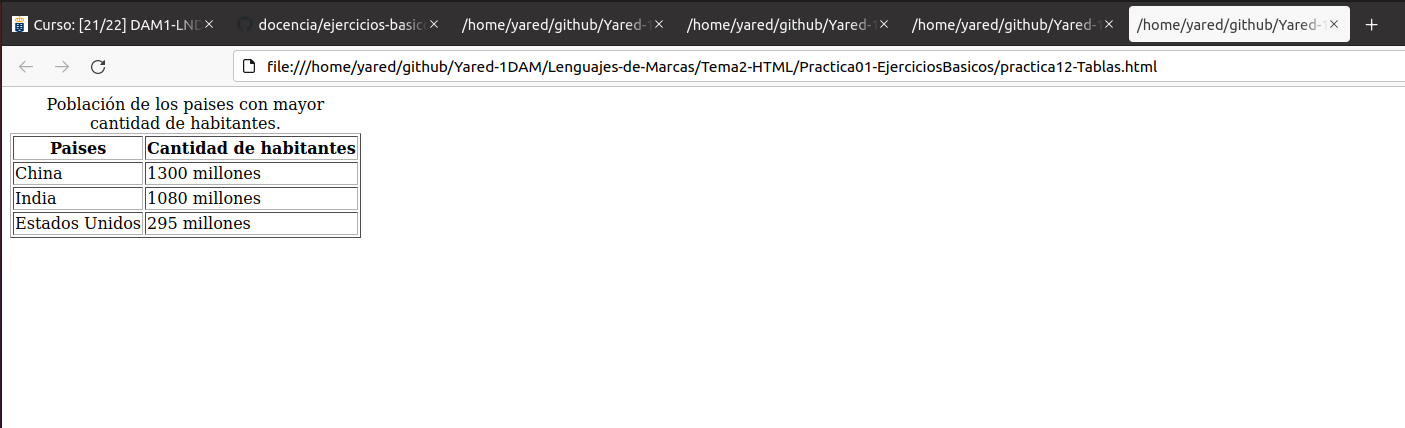 Curso: [21/22] DAM1-LND
docencia/ejercicios-basico
/home/yared/github/Yared-1
/home/yared/github/Yared-1
/home/yared/github/Yared-1
/home/yared/github/Yared-1
file:///home/yared/github/Yared-1DAM/Lenguajes-de-Marcas/Tema2-HTML/Practica01-EjerciciosBasicos/practica12-Tablas.html
Población de los paises con mayor
cantidad de habitantes.
Paises Cantidad de habitantes
China 1300 millones
India 1080 millones
Estados Unidos 295 millones